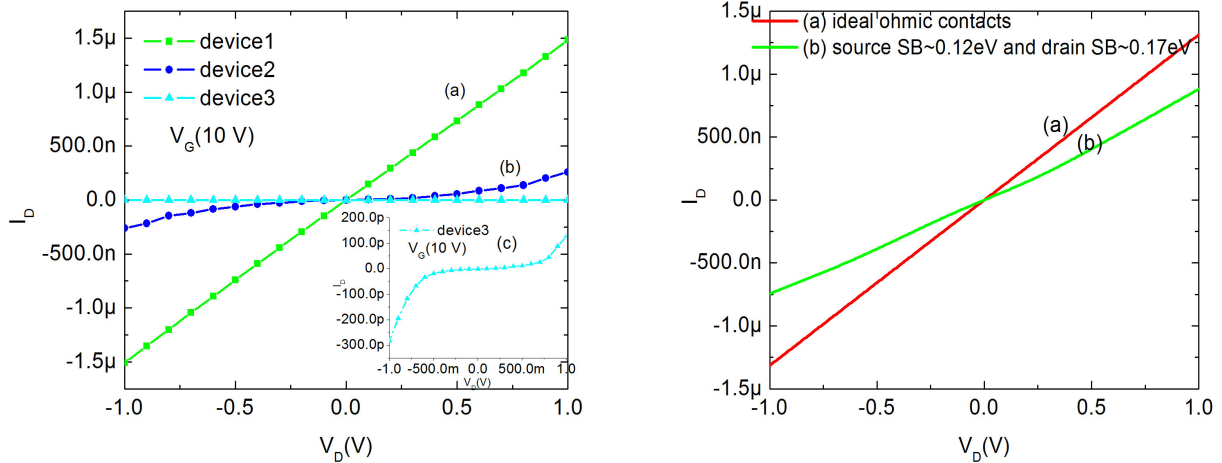 1.5μ
1.0μ
500.0n
0.0
-500.0n
-1.0μ
-1.5μ
I_D
device1
device2
device3
V_G(10 V)
(a)
(b)
200.0p
100.0p
0.0
-100.0p
-200.0p
-300.0p
I_D
device3
V_G(10 V)
(c)
-1.0 -500.0m 0.0 500.0m 1.0
V_D(V)
-1.0 -0.5 0.0 0.5 1.0
V_D(V)
1.5μ
1.0μ
500.0n
0.0
-500.0n
-1.0μ
-1.5μ
I_D
(a) ideal ohmic contacts
(b) source SB~0.12eV and drain SB~0.17eV
(a)
(b)
-1.0 -0.5 0.0 0.5 1.0
V_D(V)